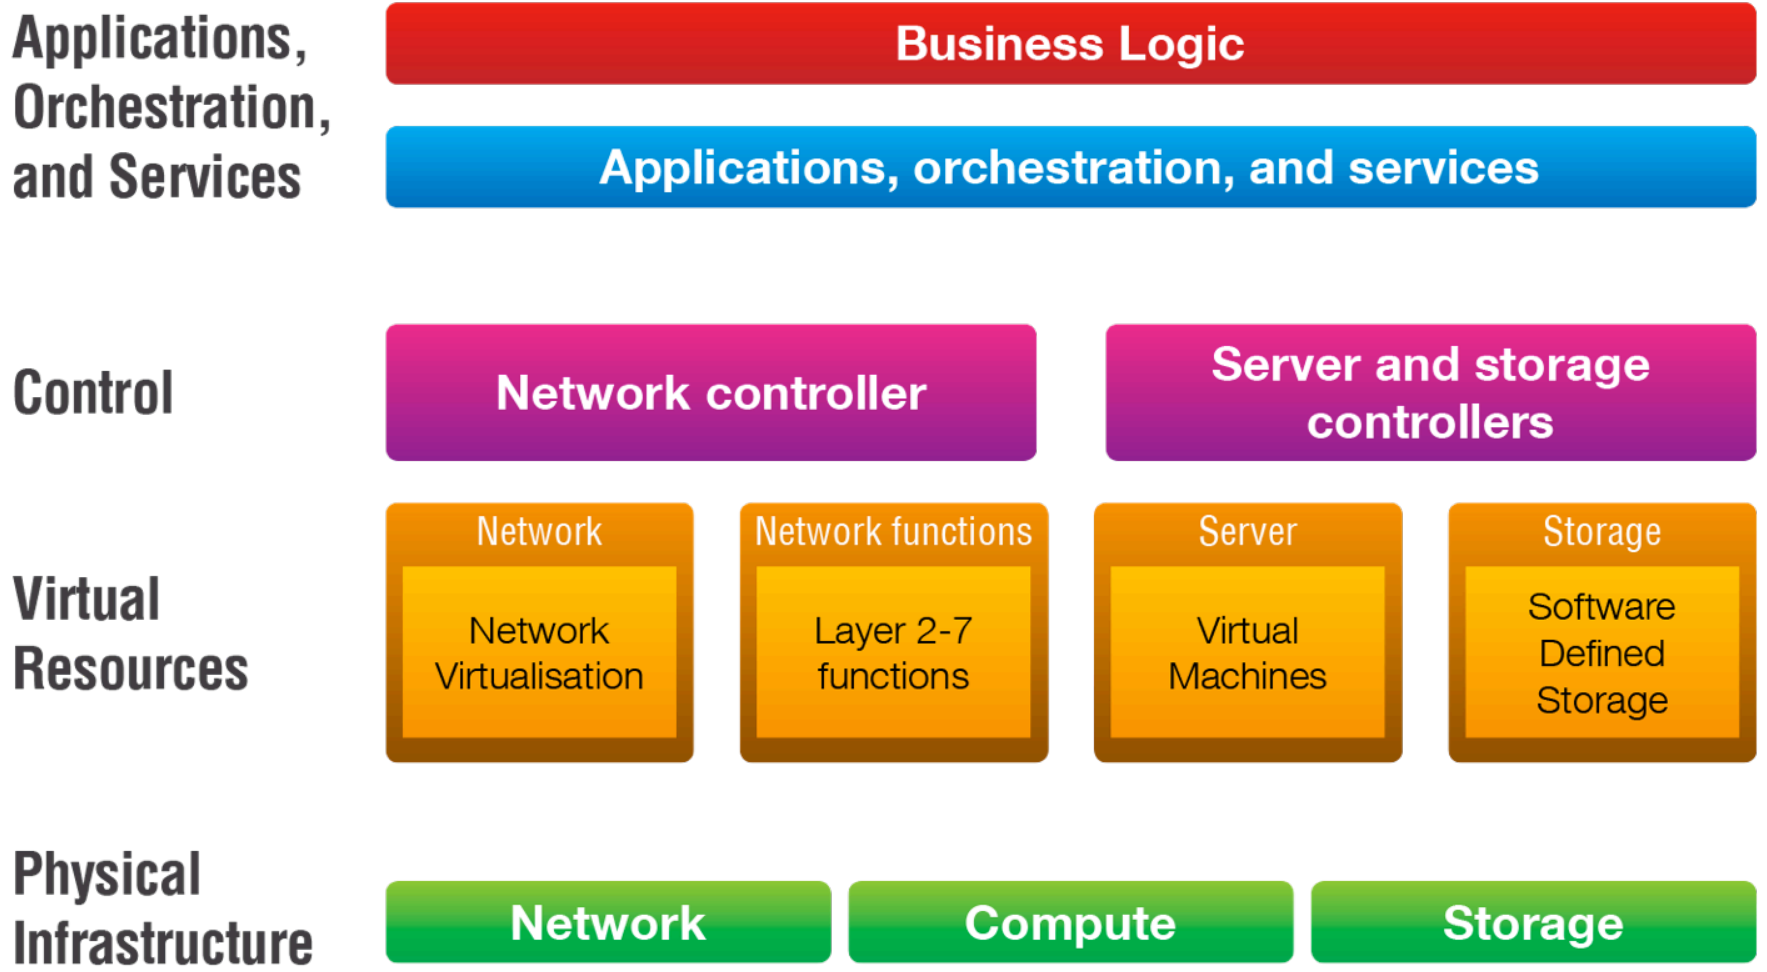 Applications,
Orchestration,
and Services
Business Logic
Applications, orchestration, and services
Control
Network controller
Server and storage
controllers
Virtual
Resources
Network
Network
Virtualisation
Network functions
Layer 2-7
functions
Server
Virtual
Machines
Storage
Software
Defined
Storage
Physical
Infrastructure
Network
Compute
Storage